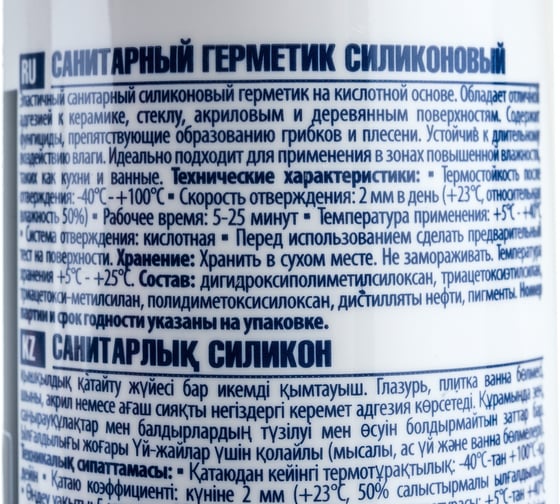 RU САНИТАРНЫЙ ГЕРМЕТИК СИЛИКОНОВЫЙ
Эластичный санитарный силиконовый герметик на кислотной основе. Обладает отличной
адгезией к керамике, стеклу, акриловым и деревянным поверхностям. Содержит
фунгициды, препятствующие образованию грибков и плесени. Устойчив к длительному
воздействию влаги. Идеально подходит для применения в зонах повышенной влажности,
таких как кухни и ванные. Технические характеристики: ▪ Термостойкость после
отверждения: -40°С - +100°С ▪ Скорость отверждения: 2 мм в день (+23°С, относительная
влажность 50%) ▪ Рабочее время: 5-25 минут ▪ Температура применения: +5°С - +40°С
▪ Система отверждения: кислотная ▪ Перед использованием сделать предварительный
тест на поверхности. Хранение: Хранить в сухом месте. Не замораживать. Температура
хранения +5°С - +25°С. Состав: дигидроксиполиметилсилоксан, триацетоксиэтилсилан,
триацетокси-метилсилан, полидиметоксисилоксан, дистилляты нефти, пигменты. Номер
партии и срок годности указаны на упаковке.
KZ САНИТАРЛЫҚ СИЛИКОН
қышқылдық қатайту жүйесі бар икемді қымтауыш. Глазурь, плитка ванна бөлмесі,
акрил немесе ағаш сияқты негіздергі керемет адгезия көрсетеді. Құрамында
саңырауқұлақтар мен балдырлардың түзілуі мен өсуін болдырмайтын заттар бар.
Ылғалдылығы жоғары Үй-жайлар үшін қолайлы (мысалы, ас үй және ванна бөлмелері).
Техникалық сипаттамасы: ▪ Қатаюдан кейінгі термотұрақтылық: -40°С-тан +100°С-қа
дейін ▪ Қатаю коэффициенті: күніне 2 мм (+23°С, 50% салыстырмалы ылғалдылық)